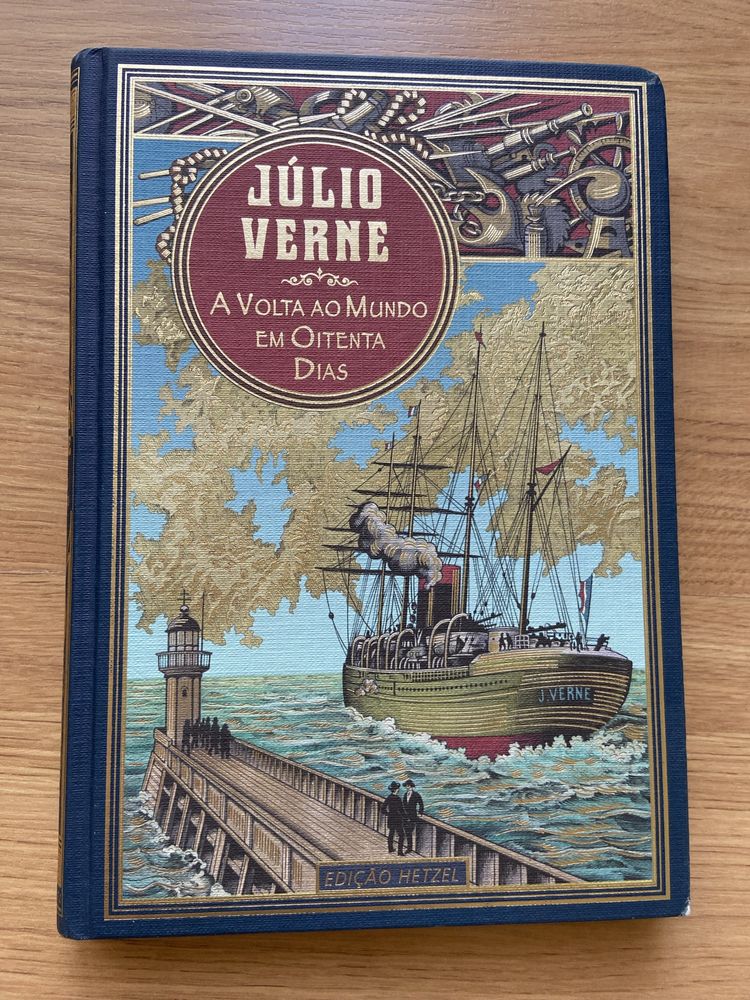 JÚLIO
VERNE
A VOLTA AO MUNDO
EM OITENTA
DIAS
J. VERNE
EDIÇÃO HETZEL